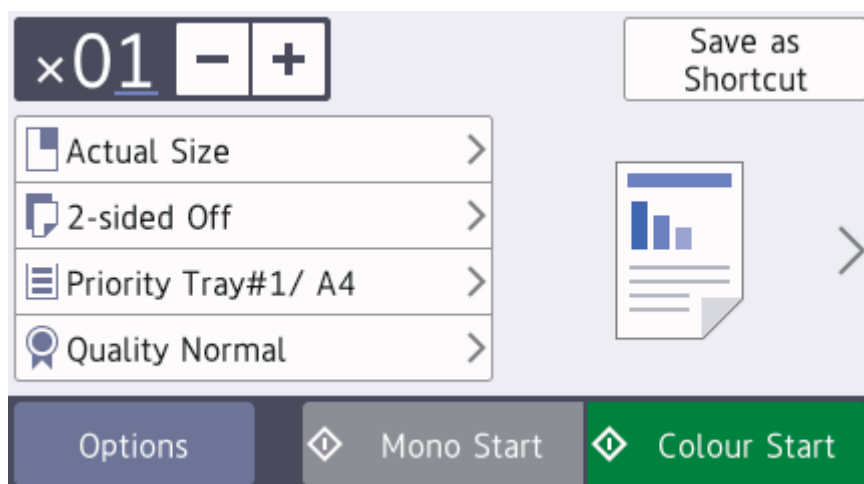 ×01 − +
Save as
Shortcut
Actual Size
2-sided Off
Priority Tray#1/ A4
Quality Normal
Options
Mono Start
Colour Start